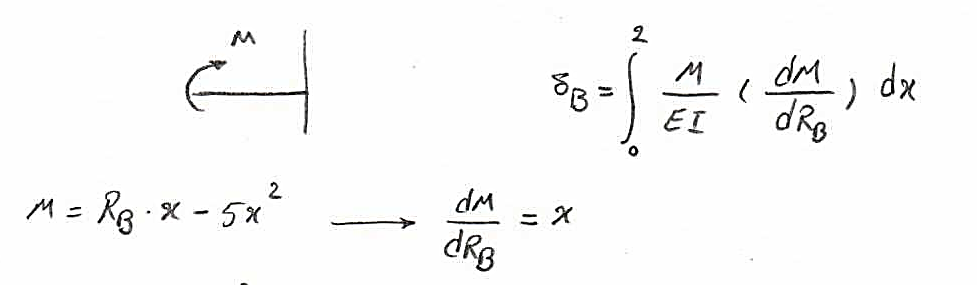 M
δB = ∫₀² M/EI (dM/dRB) dx
M = RB · x - 5x² → dM/dRB = x